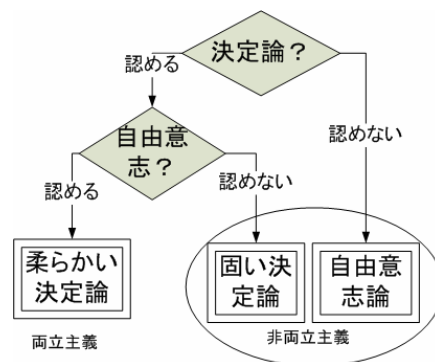 決定論？
認める
自由意
志？
認めない
認める
認めない
柔らかい
決定論
固い決
定論
自由意
志論
両立主義
非両立主義